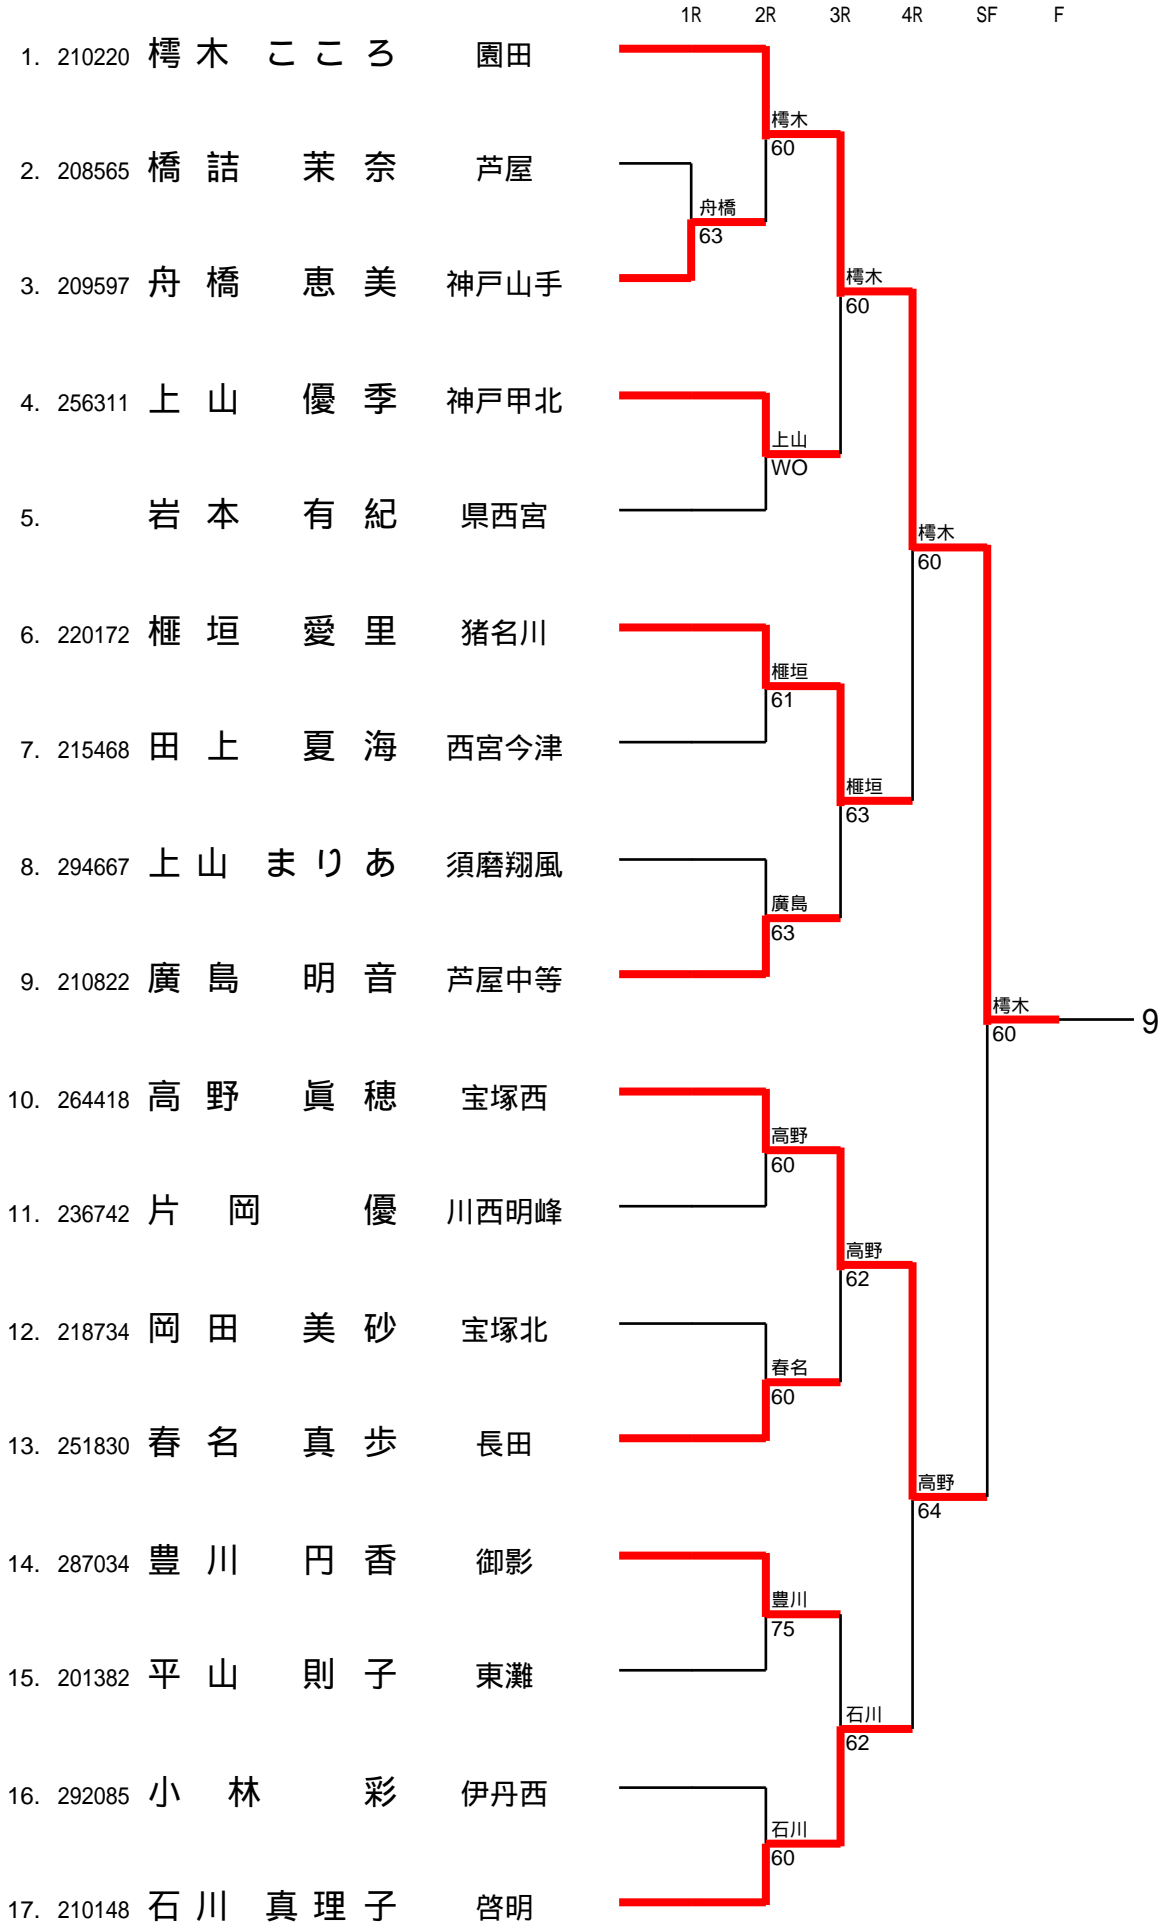 1R 2R 3R 4R SF F
1. 210220 樗木 こころ 園田
樗木
60
2. 208565 橋詰 茉奈 芦屋
舟橋
63
3. 209597 舟橋 恵美 神戸山手
樗木
60
4. 256311 上山 優季 神戸甲北
上山
WO
5. 岩本 有紀 県西宮
樗木
60
6. 220172 榧垣 愛里 猪名川
榧垣
61
7. 215468 田上 夏海 西宮今津
榧垣
63
8. 294667 上山 まりあ 須磨翔風
廣島
63
9. 210822 廣島 明音 芦屋中等
樗木
60
9
10. 264418 高野 眞穂 宝塚西
高野
60
11. 236742 片岡 優 川西明峰
高野
62
12. 218734 岡田 美砂 宝塚北
春名
60
13. 251830 春名 真歩 長田
高野
64
14. 287034 豊川 円香 御影
豊川
75
15. 201382 平山 則子 東灘
石川
62
16. 292085 小林 彩 伊丹西
石川
60
17. 210148 石川 真理子 啓明